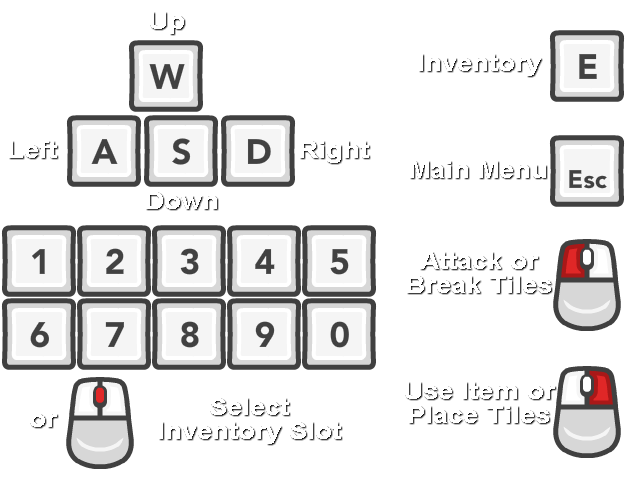 Up
W
Left A S D Right
Down
1 2 3 4 5
6 7 8 9 0
or
Select
Inventory Slot
Inventory E
Main Menu Esc
Attack or
Break Tiles
Use Item or
Place Tiles